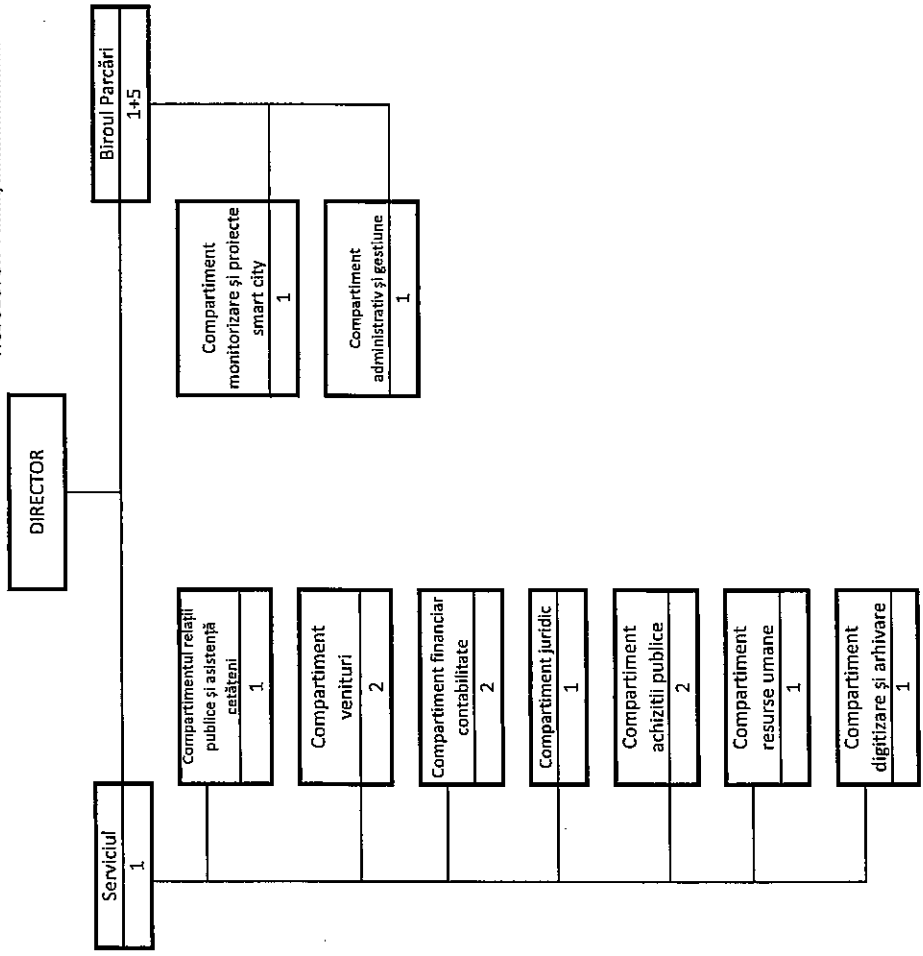 DIRECTOR
Serviciul
1
Biroul Parcări
1+5
Compartimentul relații
publice și asistență
cetățeni
1
Compartiment
venituri
2
Compartiment financiar
contabilitate
2
Compartiment juridic
1
Compartiment
achizitii publice
2
Compartiment
resurse umane
1
Compartiment
digitizare și arhivare
1
Compartiment
monitorizare și proiecte
smart city
1
Compartiment
administrativ și gestiune
1